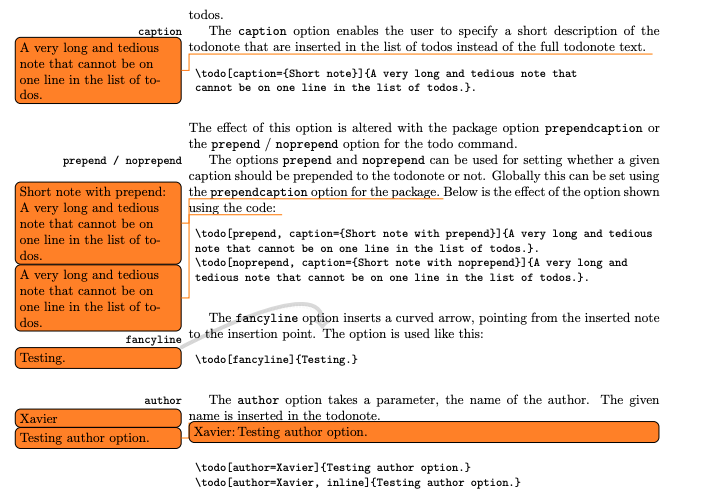 todos.
caption
The caption option enables the user to specify a short description of the
todonote that are inserted in the list of todos instead of the full todonote text.
A very long and tedious
note that cannot be on
one line in the list of to-
dos.
\todo[caption={Short note}]{A very long and tedious note that
cannot be on one line in the list of todos.}.
The effect of this option is altered with the package option prependcaption or
the prepend / noprepend option for the todo command.
prepend / noprepend
The options prepend and noprepend can be used for setting whether a given
caption should be prepended to the todonote or not. Globally this can be set using
the prependcaption option for the package. Below is the effect of the option shown
using the code:
Short note with prepend:
A very long and tedious
note that cannot be on
one line in the list of to-
dos.
A very long and tedious
note that cannot be on
one line in the list of to-
dos.
\todo[prepend, caption={Short note with prepend}]{A very long and tedious
note that cannot be on one line in the list of todos.}.
\todo[noprepend, caption={Short note with noprepend}]{A very long and
tedious note that cannot be on one line in the list of todos.}.
fancyline
The fancyline option inserts a curved arrow, pointing from the inserted note
to the insertion point. The option is used like this:
Testing.
\todo[fancyline]{Testing.}
author
The author option takes a parameter, the name of the author. The given
name is inserted in the todonote.
Xavier
Testing author option.
Xavier: Testing author option.
\todo[author=Xavier]{Testing author option.}
\todo[author=Xavier, inline]{Testing author option.}